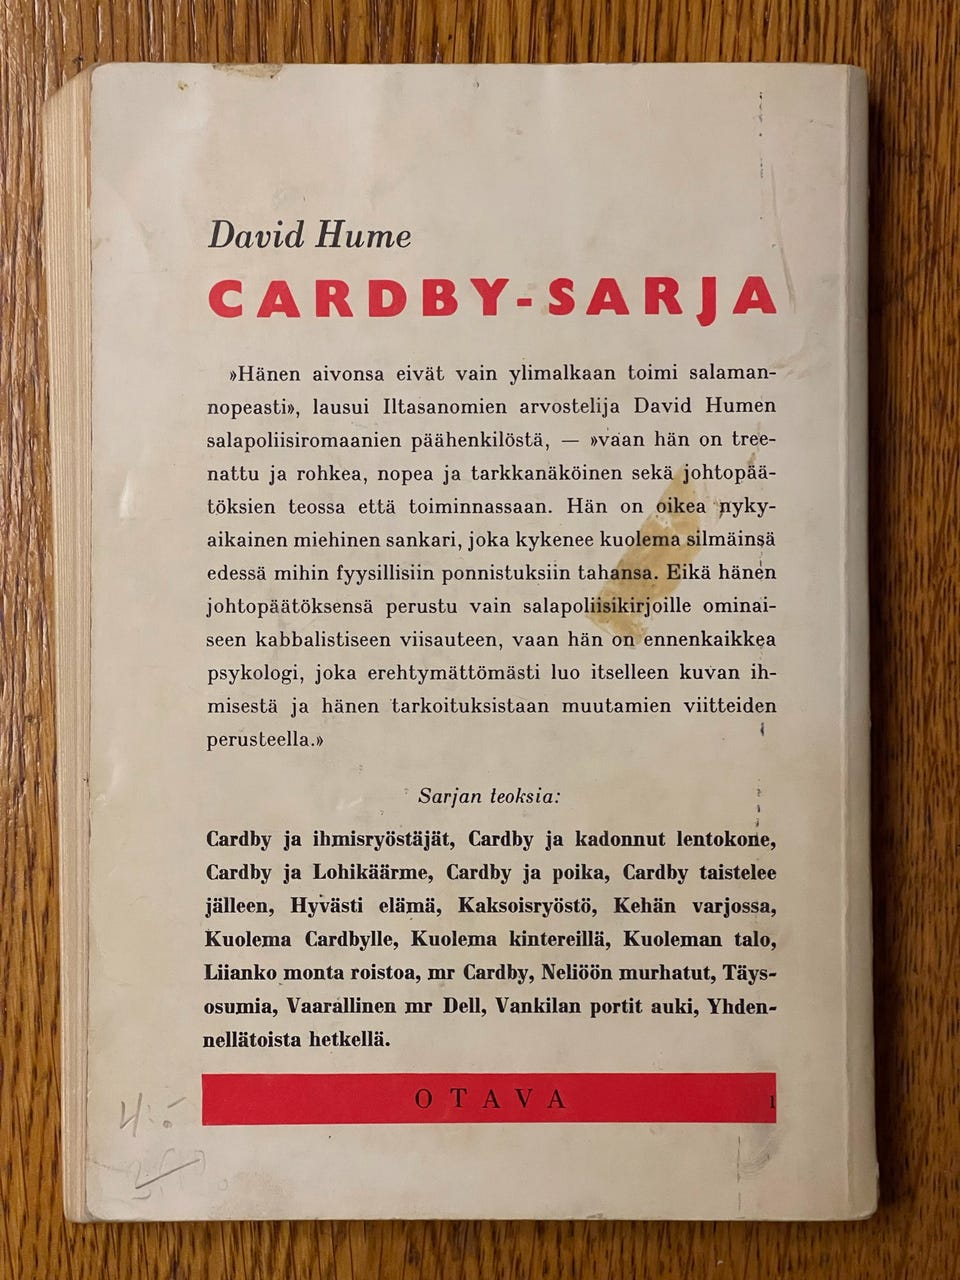 David Hume
CARDBY-SARJA
»Hänen aivonsa eivät vain ylimalkaan toimi salaman-
nopeasti», lausui Iltasanomien arvostelija David Humen
salapoliisiromaanien päähenkilöstä, — »vaan hän on tree-
nattu ja rohkea, nopea ja tarkkanäköinen sekä johtopää-
töksien teossa että toiminnassaan. Hän on oikea nyky-
aikainen miehinen sankari, joka kykenee kuolema silmäinsä
edessä mihin fyysillisiin ponnistuksiin tahansa. Eikä hänen
johtopäätöksensä perustu vain salapoliisikirjoille ominai-
seen kabbalistiseen viisauteen, vaan hän on ennenkaikkea
psykologi, joka erehtymättömästi luo itselleen kuvan ih-
misestä ja hänen tarkoituksistaan muutamien viitteiden
perusteella.»
Sarjan teoksia:
Cardby ja ihmisryöstäjät, Cardby ja kadonnut lentokone,
Cardby ja Lohikäärme, Cardby ja poika, Cardby taistelee
jälleen, Hyvästi elämä, Kaksoisryöstö, Kehän varjossa,
Kuolema Cardbylle, Kuolema kintereillä, Kuoleman talo,
Liianko monta roistoa, mr Cardby, Neliöön murhatut, Täys-
osumia, Vaarallinen mr Dell, Vankilan portit auki, Yhden-
nellätoista hetkellä.
OTAVA
1
4:-